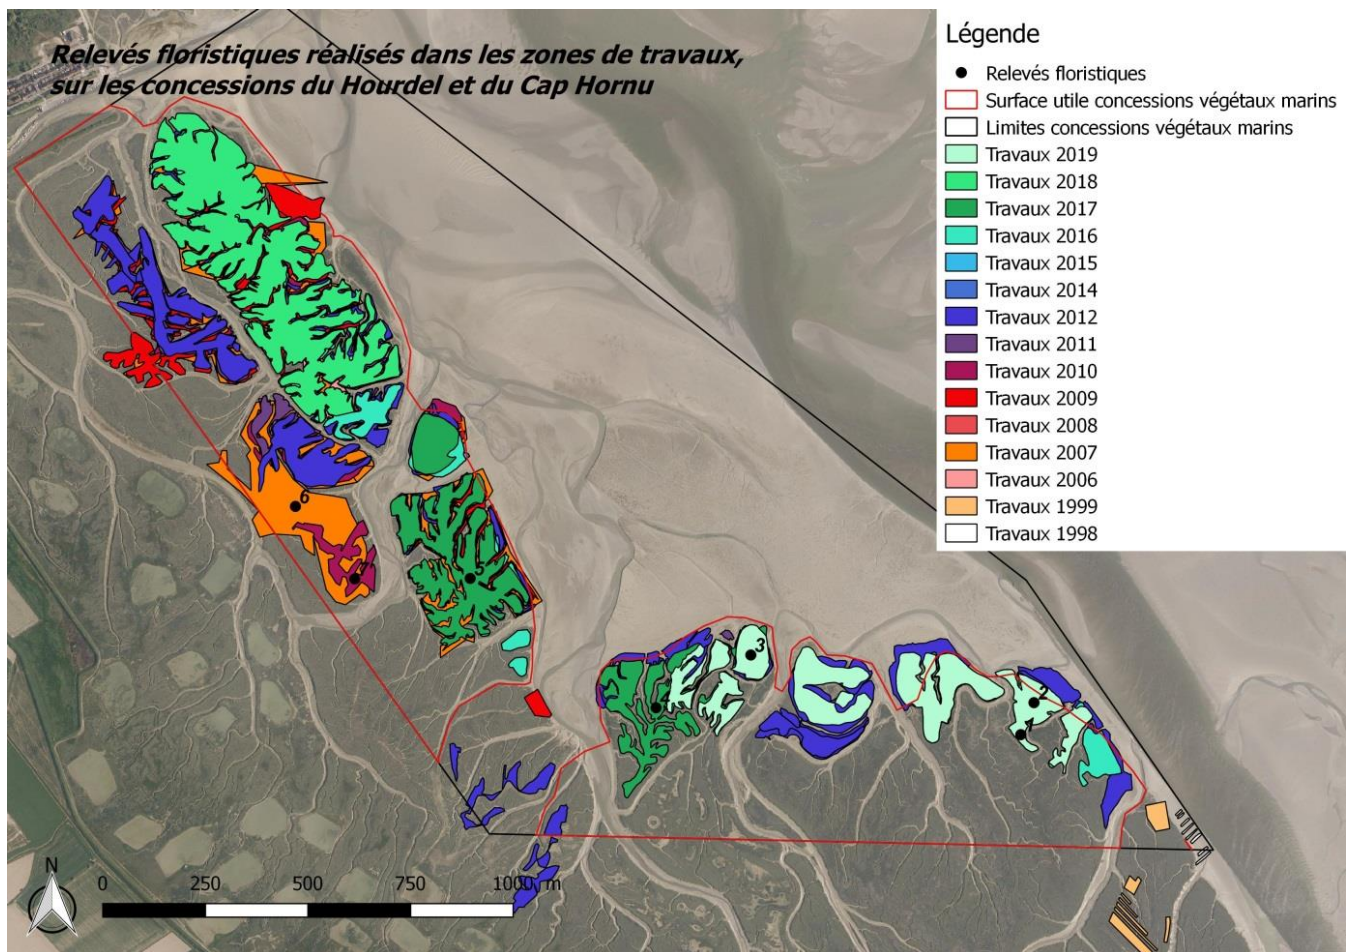 Relevés floristiques réalisés dans les zones de travaux,
sur les concessions du Hourdel et du Cap Hornu
Légende
Relevés floristiques
Surface utile concessions végétaux marins
Limites concessions végétaux marins
Travaux 2019
Travaux 2018
Travaux 2017
Travaux 2016
Travaux 2015
Travaux 2014
Travaux 2012
Travaux 2011
Travaux 2010
Travaux 2009
Travaux 2008
Travaux 2007
Travaux 2006
Travaux 1999
Travaux 1998
6
5
3
2
1
N
0 250 500 750 1000 m